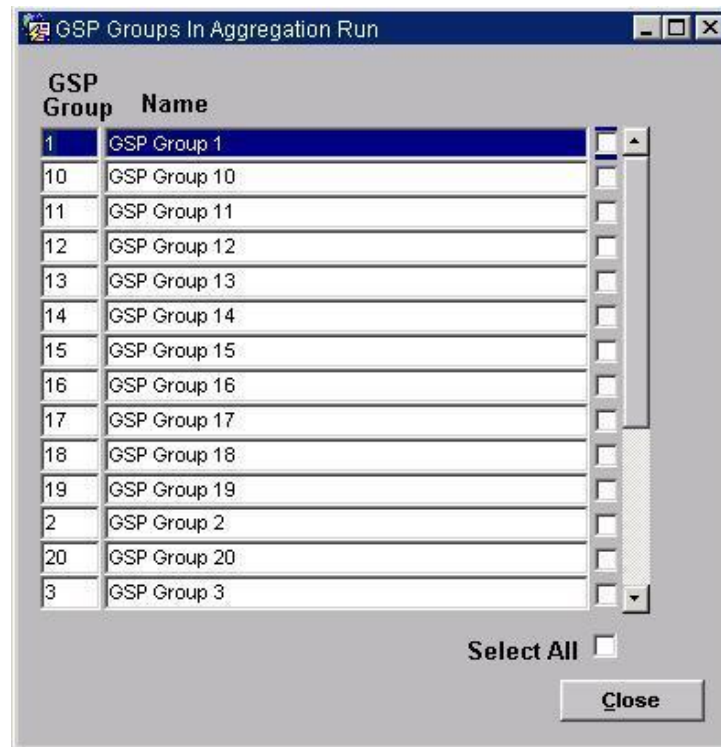 GSP Groups In Aggregation Run
GSP
Group Name
1 GSP Group 1
10 GSP Group 10
11 GSP Group 11
12 GSP Group 12
13 GSP Group 13
14 GSP Group 14
15 GSP Group 15
16 GSP Group 16
17 GSP Group 17
18 GSP Group 18
19 GSP Group 19
2 GSP Group 2
20 GSP Group 20
3 GSP Group 3
Select All
Close